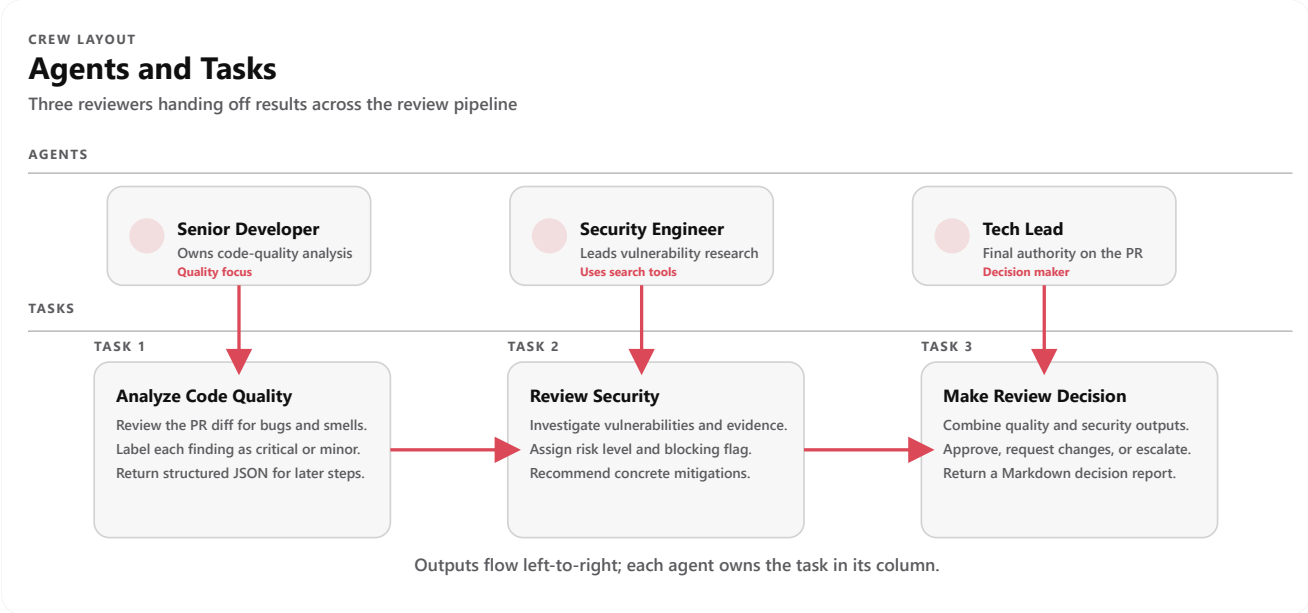 CREW LAYOUT
Agents and Tasks
Three reviewers handing off results across the review pipeline
AGENTS
Senior Developer
Owns code-quality analysis
Quality focus
Security Engineer
Leads vulnerability research
Uses search tools
Tech Lead
Final authority on the PR
Decision maker
TASKS
TASK 1
Analyze Code Quality
Review the PR diff for bugs and smells.
Label each finding as critical or minor.
Return structured JSON for later steps.
TASK 2
Review Security
Investigate vulnerabilities and evidence.
Assign risk level and blocking flag.
Recommend concrete mitigations.
TASK 3
Make Review Decision
Combine quality and security outputs.
Approve, request changes, or escalate.
Return a Markdown decision report.
Outputs flow left-to-right; each agent owns the task in its column.